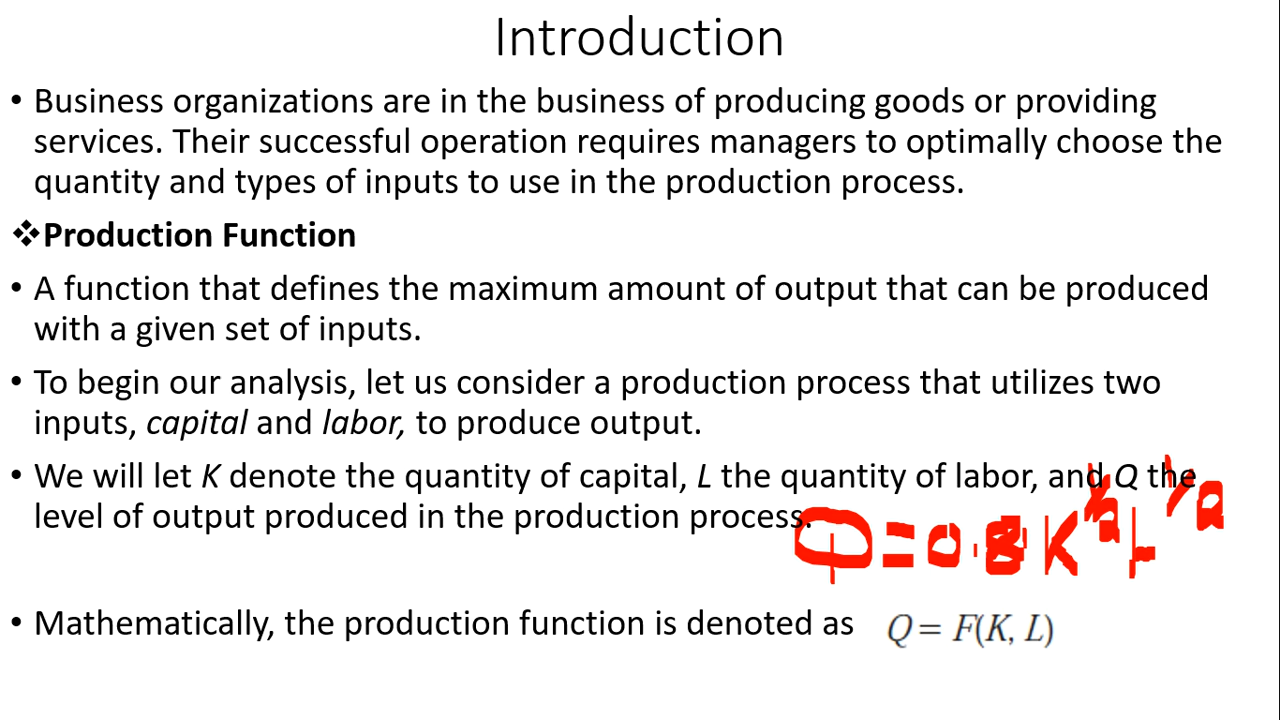 Introduction
• Business organizations are in the business of producing goods or providing
services. Their successful operation requires managers to optimally choose the
quantity and types of inputs to use in the production process.
❖Production Function
• A function that defines the maximum amount of output that can be produced
with a given set of inputs.
• To begin our analysis, let us consider a production process that utilizes two
inputs, capital and labor, to produce output.
• We will let K denote the quantity of capital, L the quantity of labor, and Q the
level of output produced in the production process.
Q = 0.8 K^1/2 L^1/2
• Mathematically, the production function is denoted as Q = F(K, L)